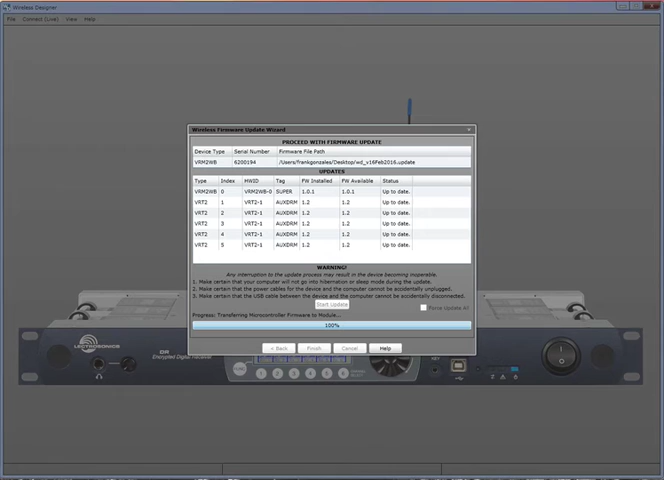 Wireless Designer
File Connect (Live) View Help
Wireless Firmware Update Wizard
PROCEED WITH FIRMWARE UPDATE
Device Type Serial Number Firmware File Path
VRM2WB 6200194 /Users/frankgonzales/Desktop/wd_v16Feb2016.update
UPDATES
Type Index HWID Tag FW Installed FW Available Status
VRM2WB 0 VRM2WB-0 SUPER 1.0.1 1.0.1 Up to date.
VRT2 1 VRT2-1 AUXDRM 1.2 1.2 Up to date.
VRT2 2 VRT2-1 AUXDRM 1.2 1.2 Up to date.
VRT2 3 VRT2-1 AUXDRM 1.2 1.2 Up to date.
VRT2 4 VRT2-1 AUXDRM 1.2 1.2 Up to date.
VRT2 5 VRT2-1 AUXDRM 1.2 1.2 Up to date.
WARNING!
Any interruption to the update process may result in the device becoming inoperable.
1. Make certain that your computer will not go into hibernation or sleep mode during the update.
2. Make certain that the power cables for the device and the computer cannot be accidentally unplugged.
3. Make certain that the USB cable between the device and the computer cannot be accidentally disconnected.
Start Update
Force Update All
Progress: Transferring Microcontroller Firmware to Module...
100%
< Back Finish Cancel Help
LECTROSONICS
DR
Encrypted Digital Receiver
1 2 3 4 5 6
KEY